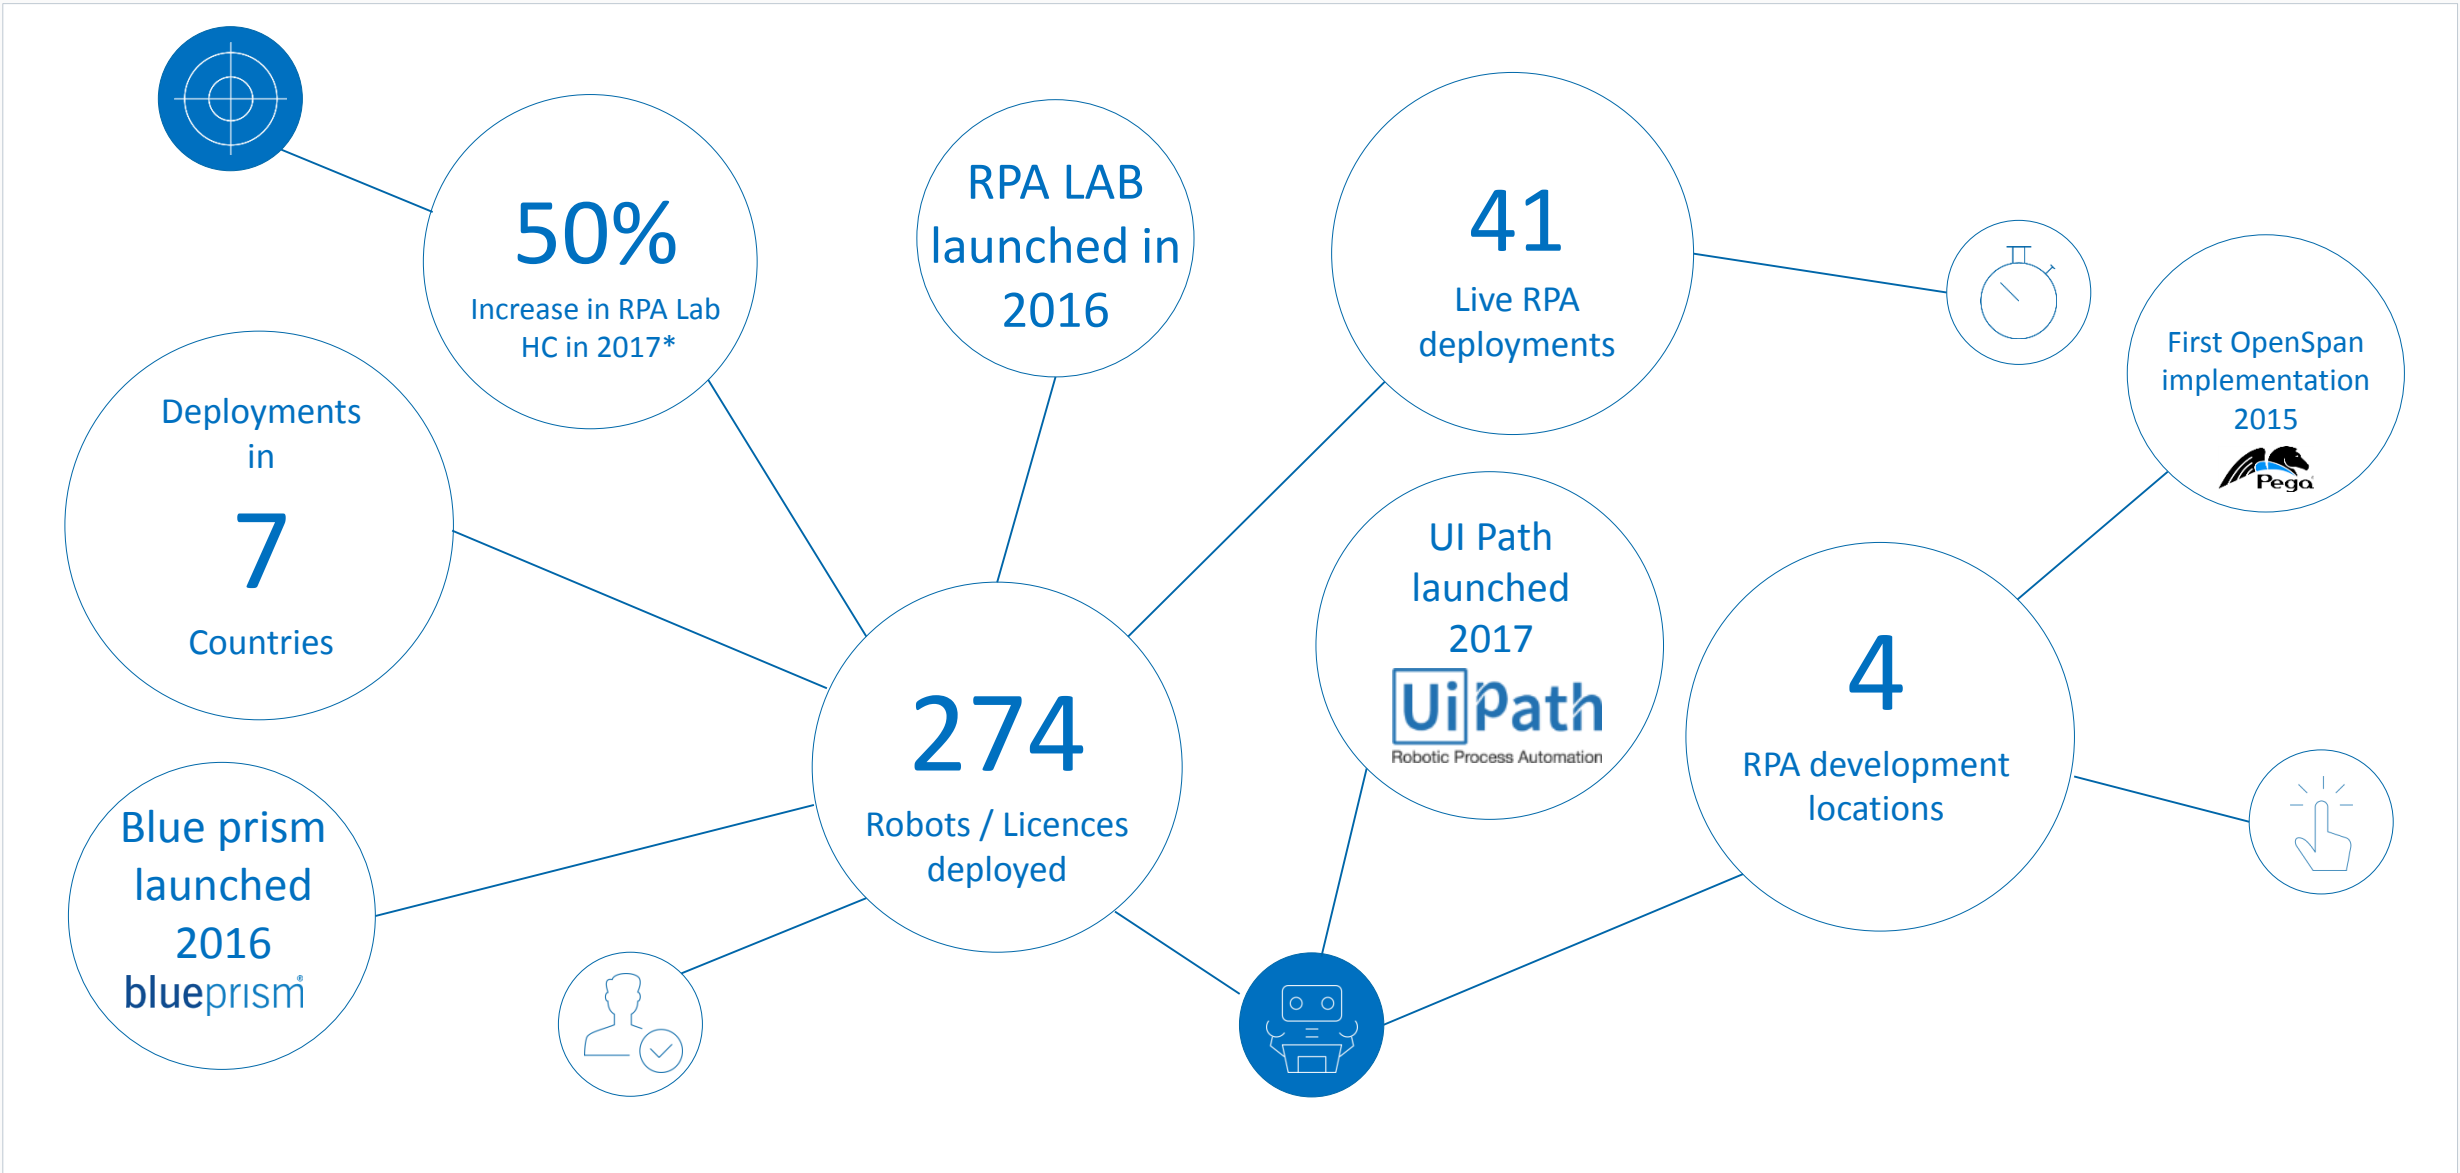 50%
Increase in RPA Lab
HC in 2017*
RPA LAB
launched in
2016
41
Live RPA
deployments
First OpenSpan
implementation
2015
Pega
Deployments
in
7
Countries
UI Path
launched
2017
UiPath
Robotic Process Automation
4
RPA development
locations
274
Robots / Licences
deployed
Blue prism
launched
2016
blueprism®